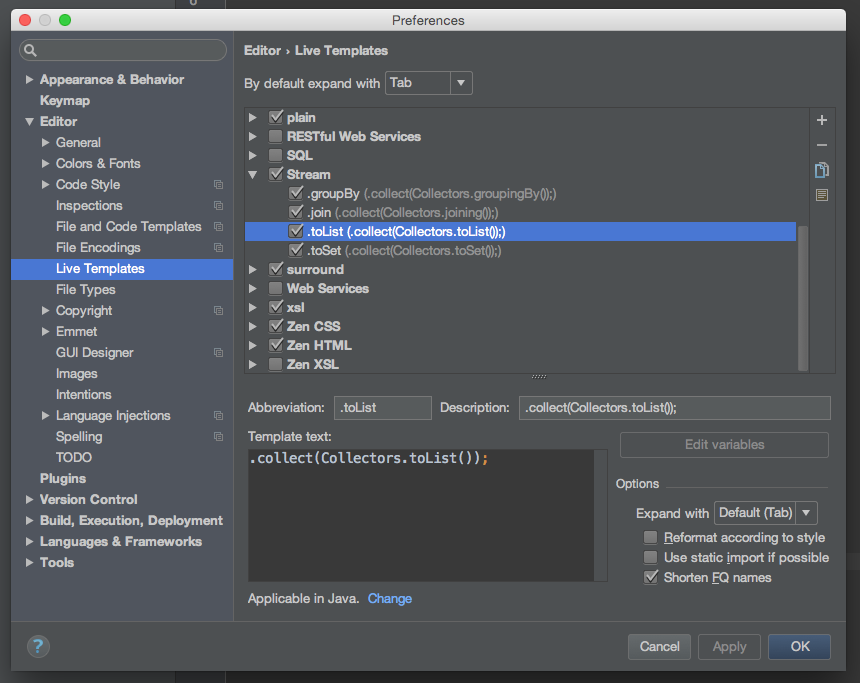 Preferences
Appearance & Behavior
Keymap
Editor
General
Colors & Fonts
Code Style
Inspections
File and Code Templates
File Encodings
Live Templates
File Types
Copyright
Emmet
GUI Designer
Images
Intentions
Language Injections
Spelling
TODO
Plugins
Version Control
Build, Execution, Deployment
Languages & Frameworks
Tools
Editor › Live Templates
By default expand with Tab
plain
RESTful Web Services
SQL
Stream
.groupBy (.collect(Collectors.groupingBy());)
.join (.collect(Collectors.joining());)
.toList (.collect(Collectors.toList());)
.toSet (.collect(Collectors.toSet());)
surround
Web Services
xsl
Zen CSS
Zen HTML
Zen XSL
Abbreviation: .toList Description: .collect(Collectors.toList());
Template text:
.collect(Collectors.toList());
Edit variables
Options
Expand with Default (Tab)
Reformat according to style
Use static import if possible
Shorten FQ names
Applicable in Java. Change
? Cancel Apply OK